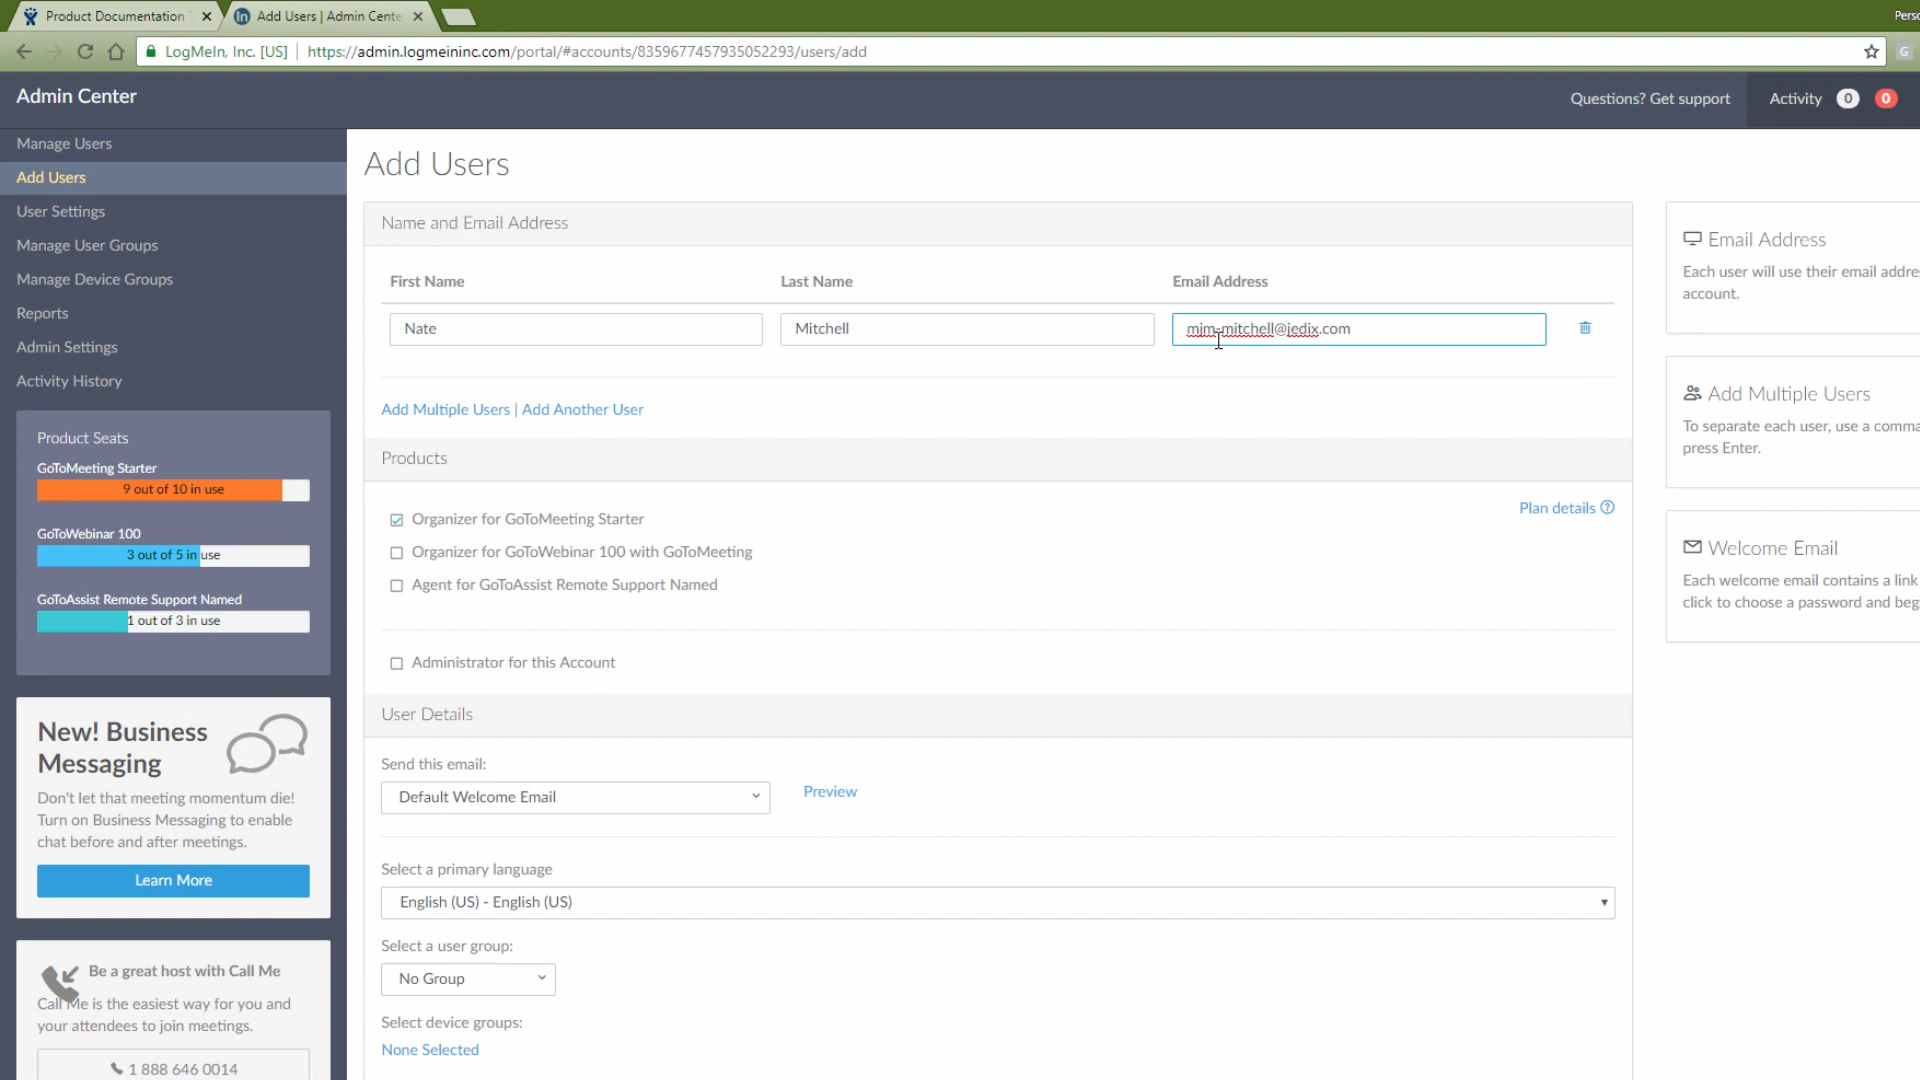 Product Documentation
Add Users | Admin Cente
Perso
LogMeIn, Inc. [US] | https://admin.logmeininc.com/portal/#accounts/8359677457935052293/users/add
G
Admin Center
Questions? Get support
Activity 0 0
Manage Users
Add Users
User Settings
Manage User Groups
Manage Device Groups
Reports
Admin Settings
Activity History
Product Seats
GoToMeeting Starter
9 out of 10 in use
GoToWebinar 100
3 out of 5 in use
GoToAssist Remote Support Named
1 out of 3 in use
New! Business
Messaging
Don't let that meeting momentum die!
Turn on Business Messaging to enable
chat before and after meetings.
Learn More
Be a great host with Call Me
Call Me is the easiest way for you and
your attendees to join meetings.
1 888 646 0014
Add Users
Name and Email Address
First Name Last Name Email Address
Nate Mitchell mjm-mitchell@jedix.com
Add Multiple Users | Add Another User
Products
Plan details
Organizer for GoToMeeting Starter
Organizer for GoToWebinar 100 with GoToMeeting
Agent for GoToAssist Remote Support Named
Administrator for this Account
User Details
Send this email:
Default Welcome Email
Preview
Select a primary language
English (US) - English (US)
Select a user group:
No Group
Select device groups:
None Selected
Email Address
Each user will use their email addre
account.
Add Multiple Users
To separate each user, use a comma
press Enter.
Welcome Email
Each welcome email contains a link
click to choose a password and beg